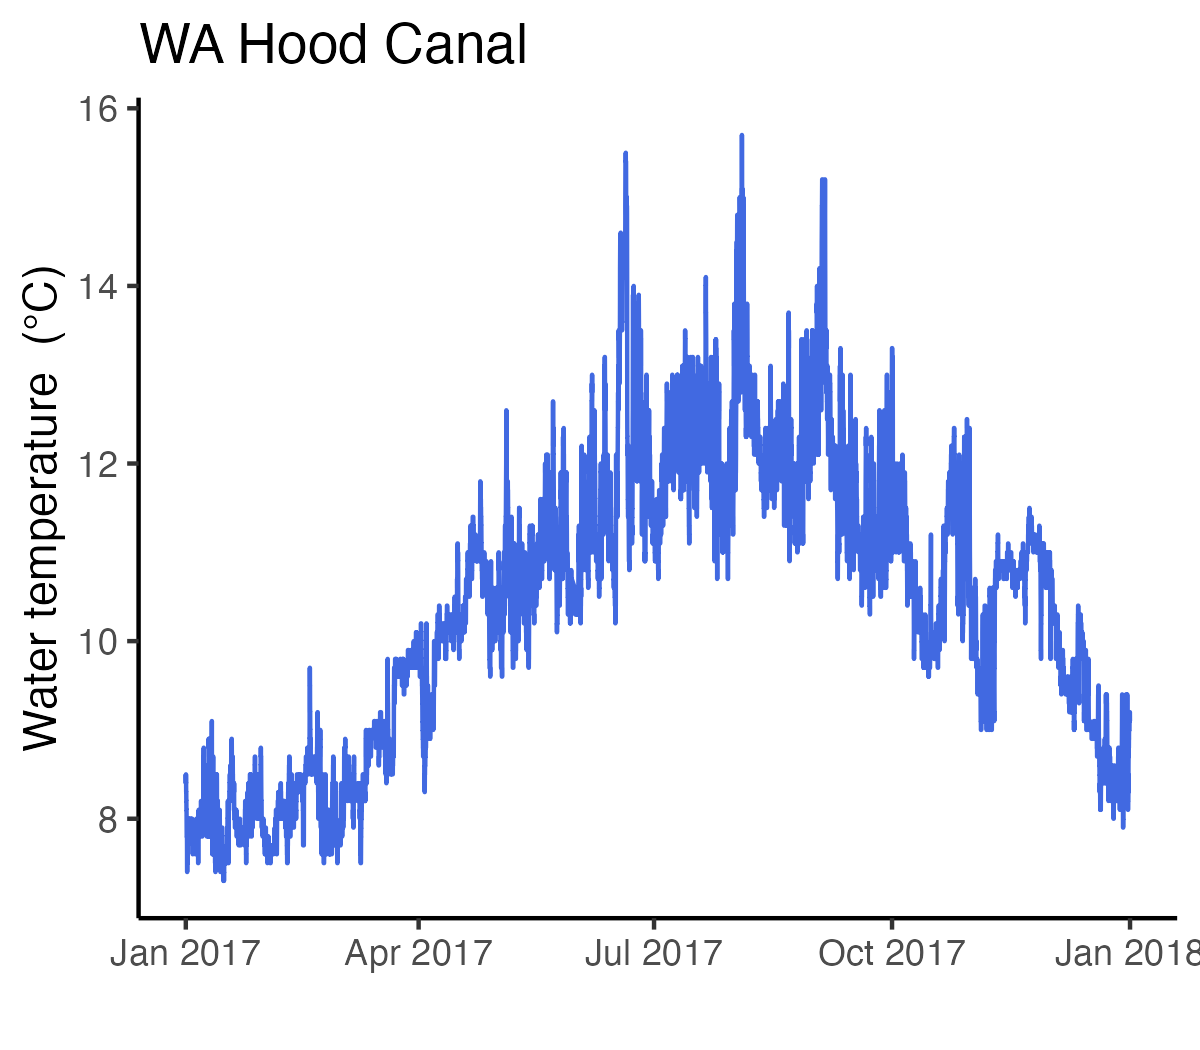 WA Hood Canal
Water temperature  (°C)
16
14
12
10
8
Jan 2017
Apr 2017
Jul 2017
Oct 2017
Jan 2018